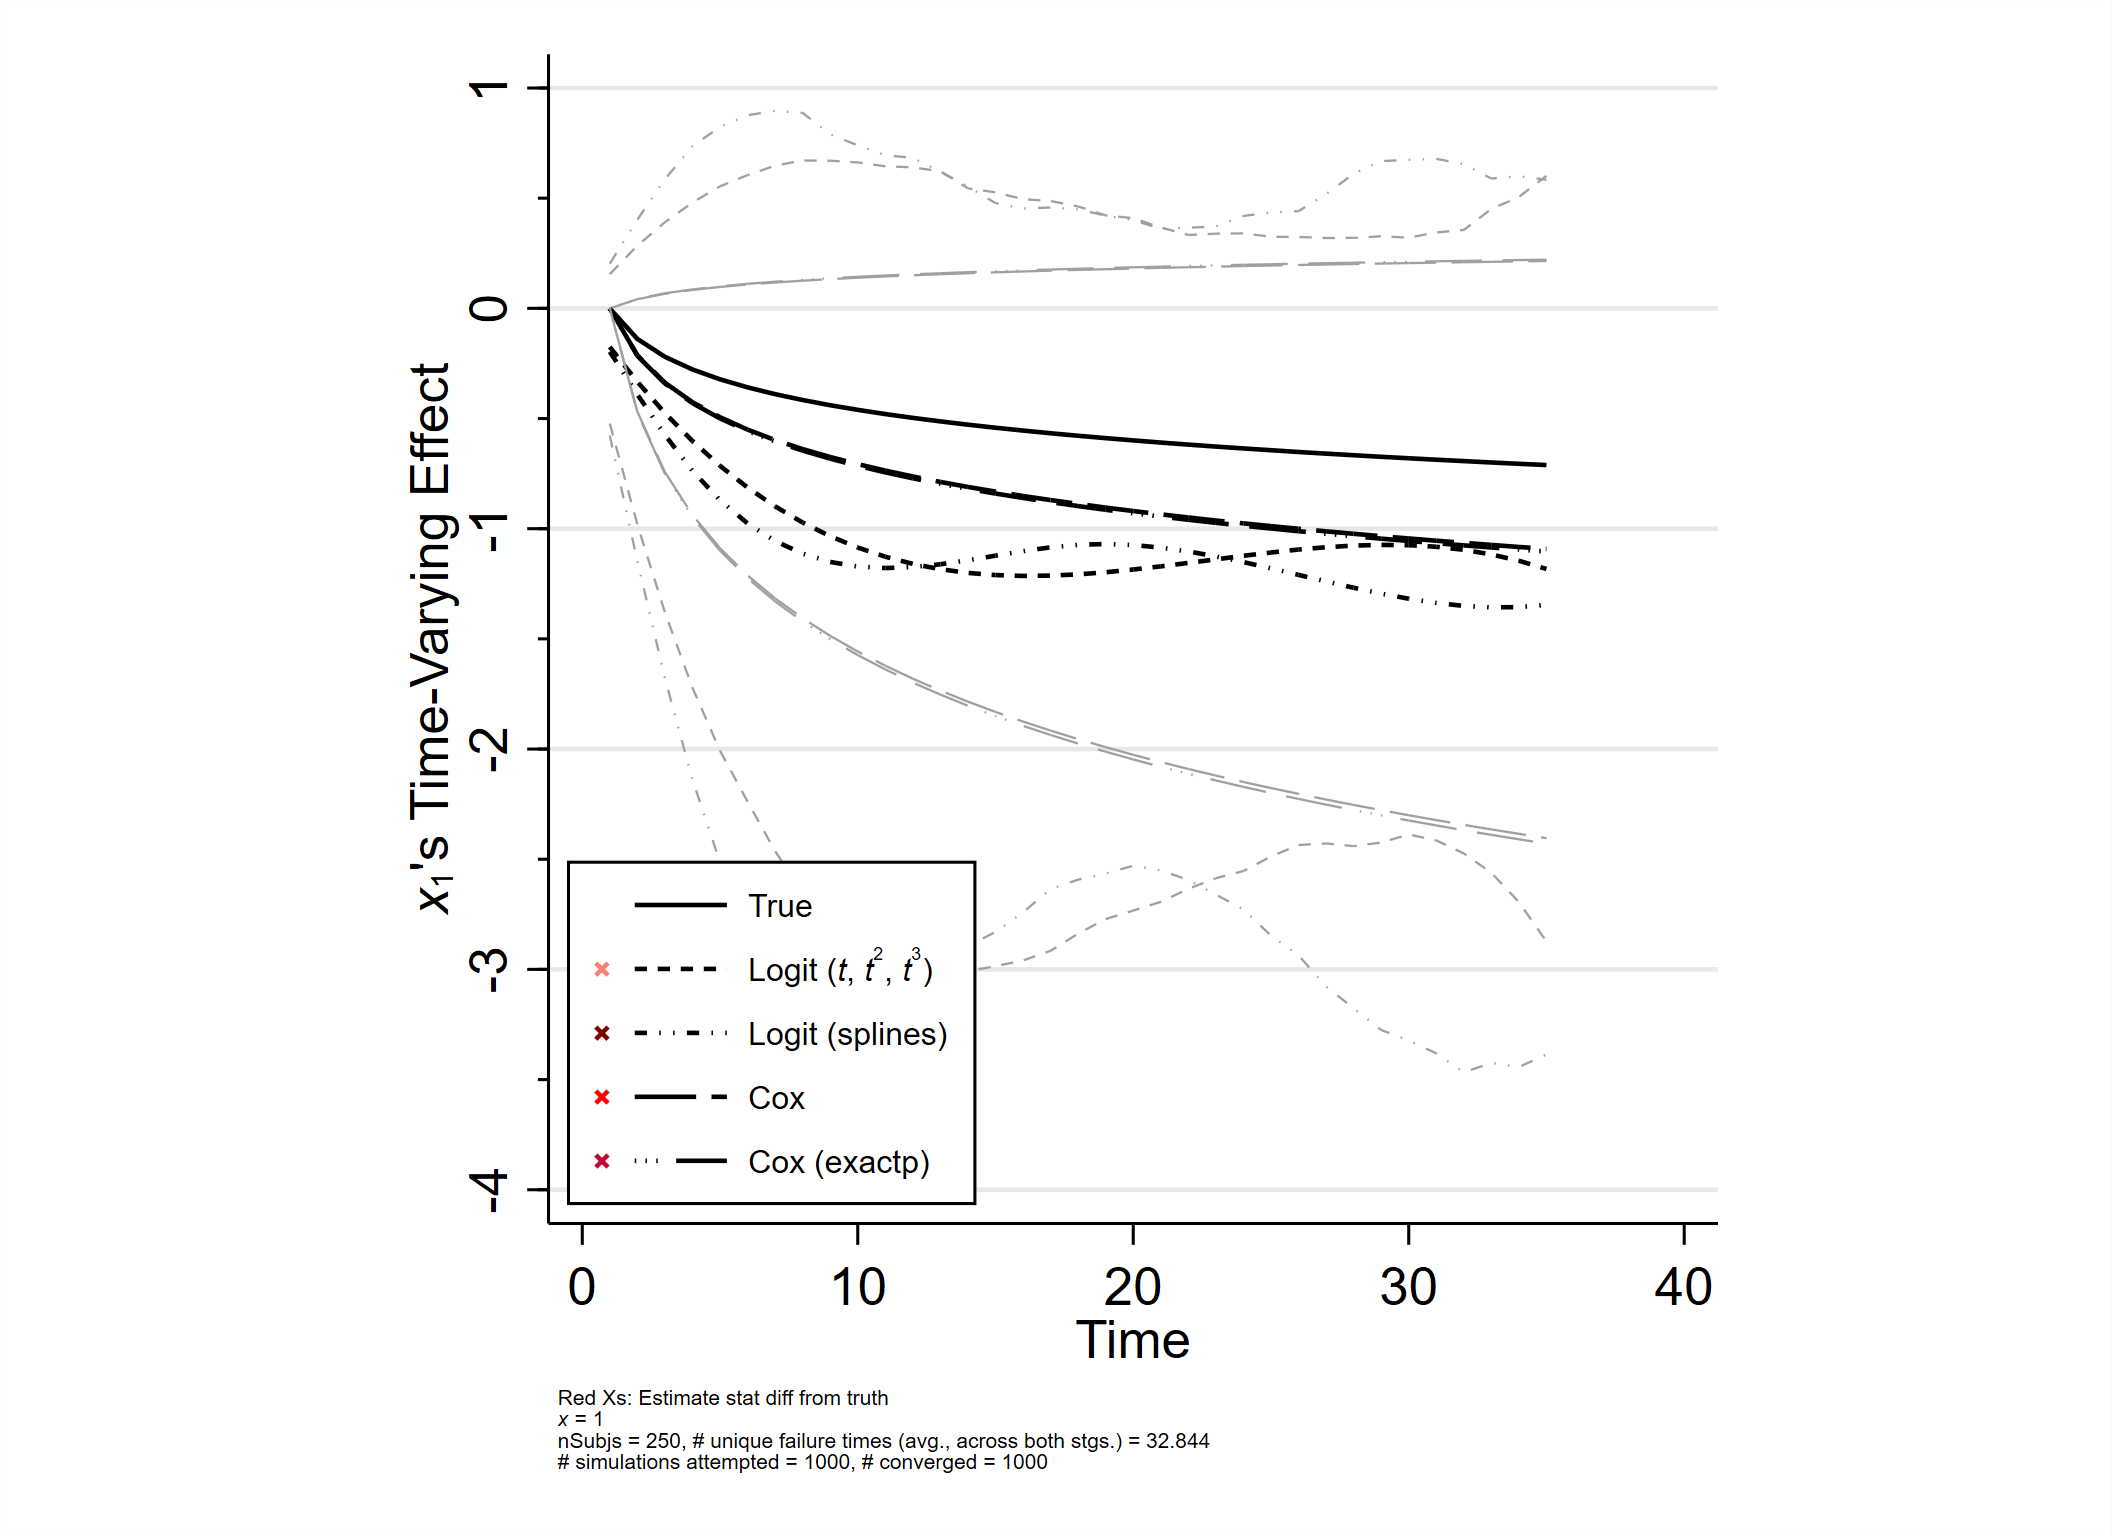 x₁'s Time-Varying Effect
1
0
-1
-2
-3
-4
True
Logit (t, t², t³)
Logit (splines)
Cox
Cox (exactp)
0 10 20 30 40
Time
Red Xs: Estimate stat diff from truth
x = 1
nSubjs = 250, # unique failure times (avg., across both stgs.) = 32.844
# simulations attempted = 1000, # converged = 1000